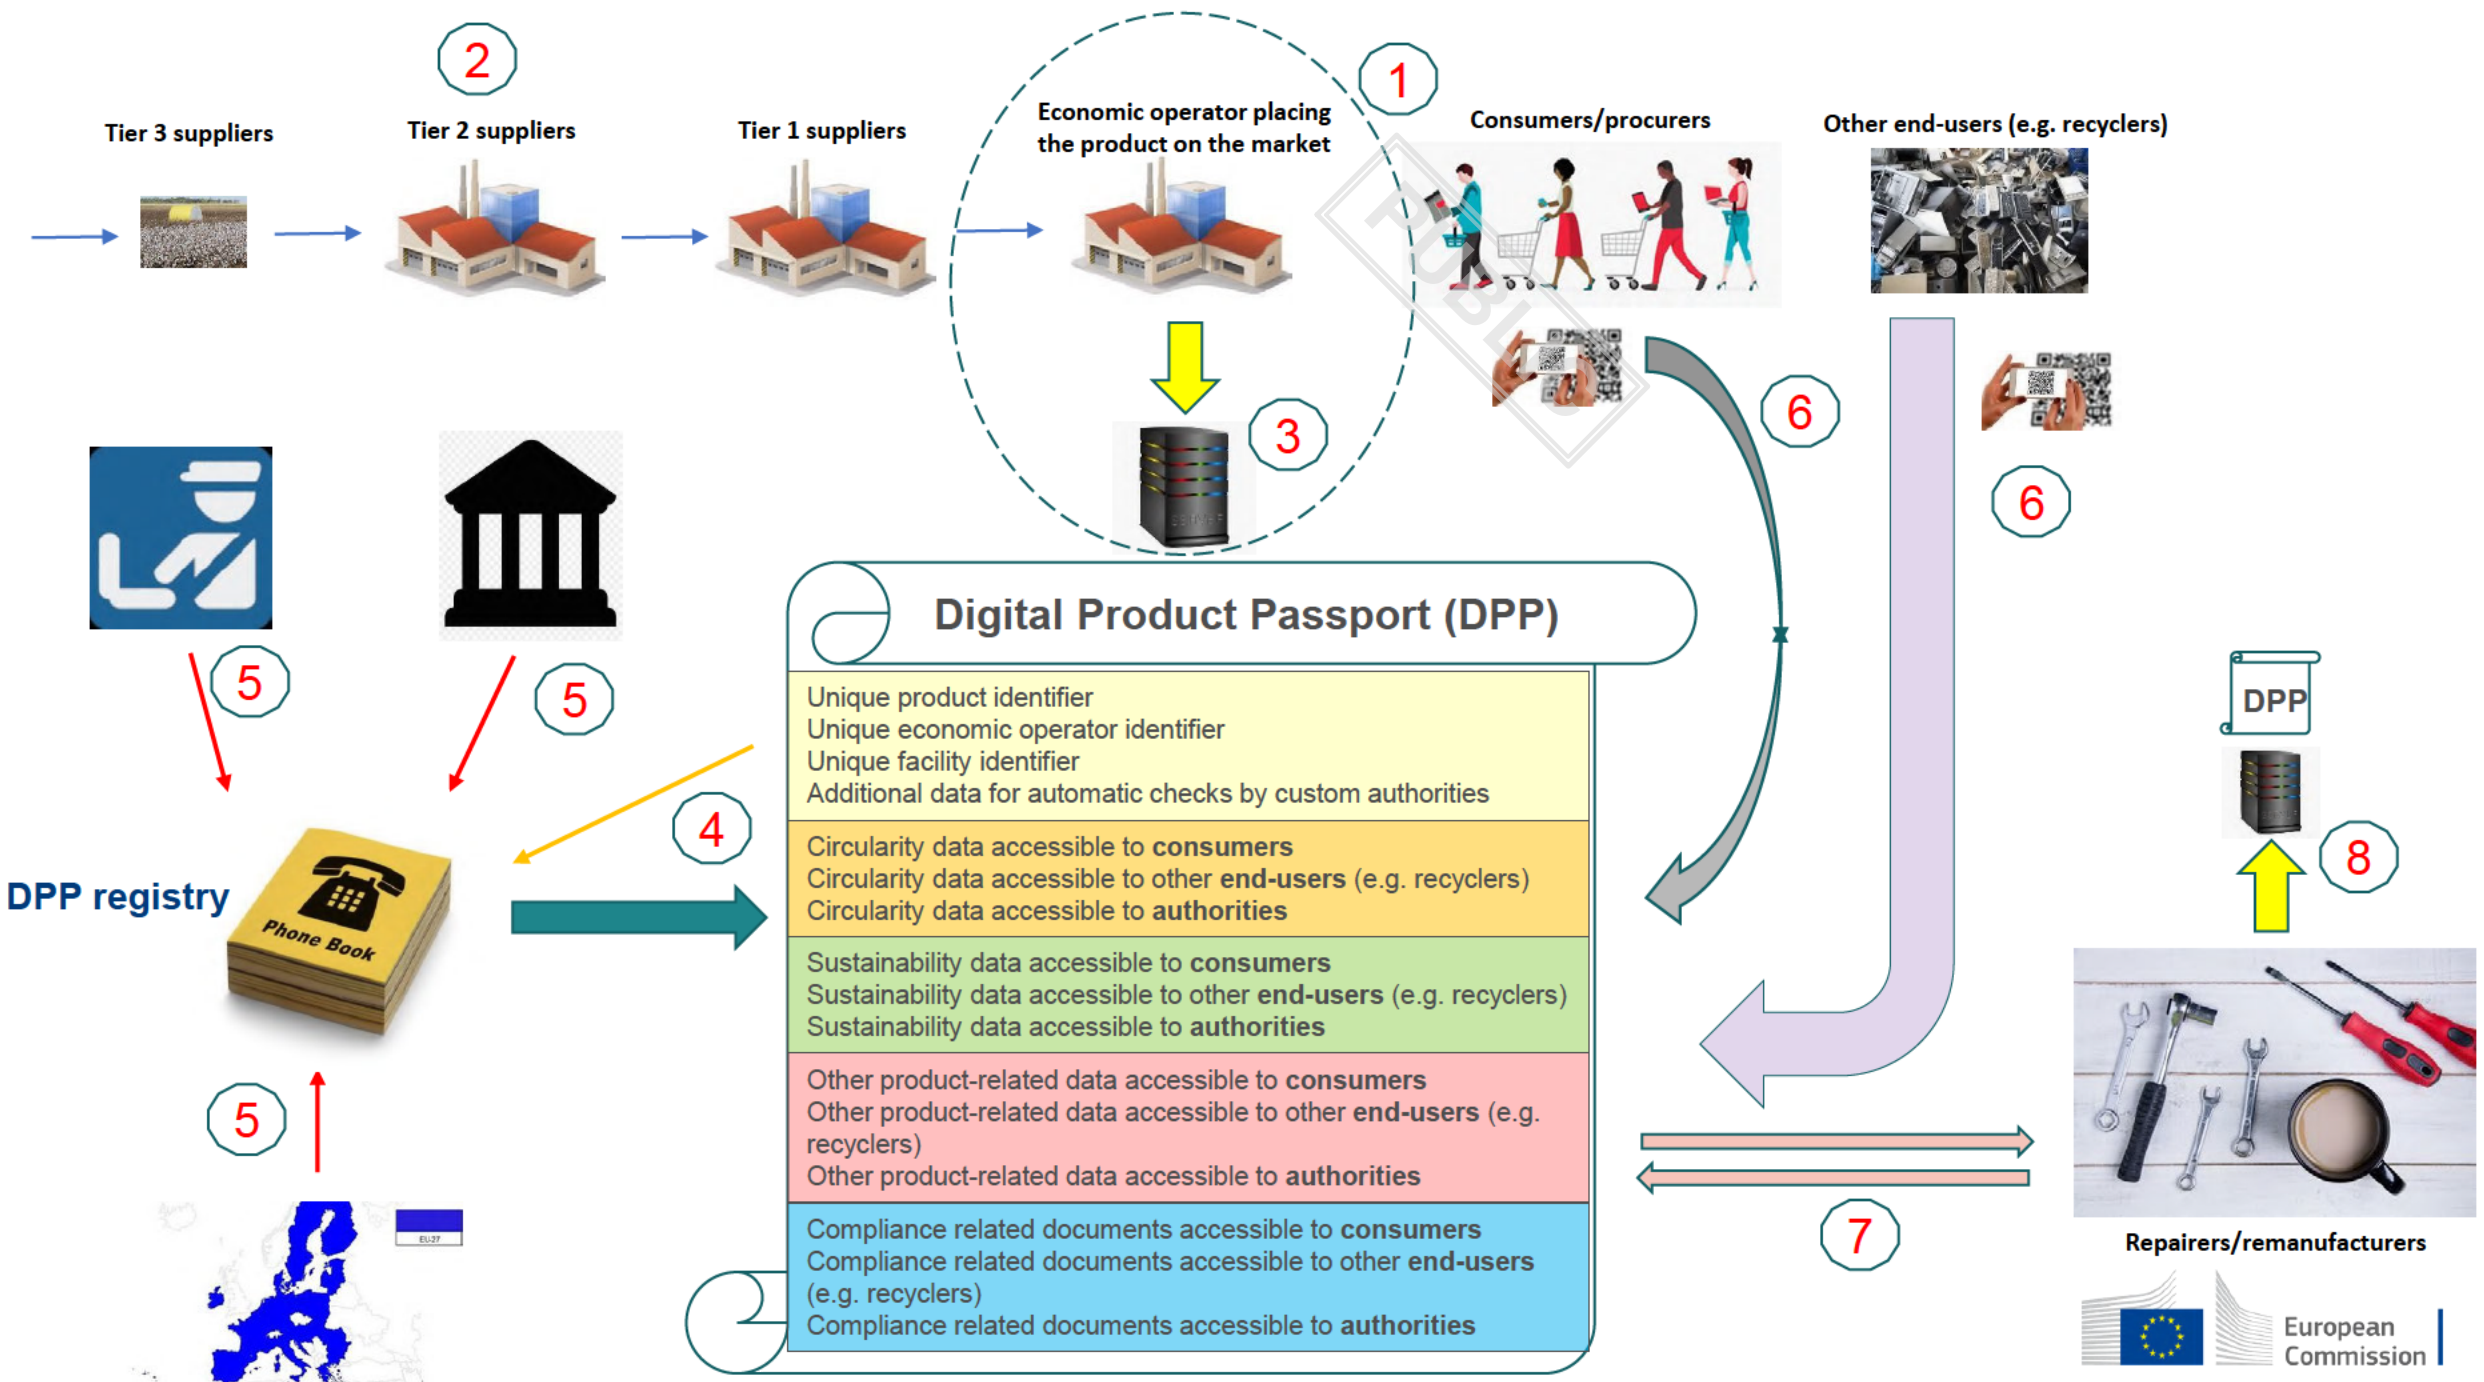 2
1
Tier 3 suppliers
Tier 2 suppliers
Tier 1 suppliers
Economic operator placing
the product on the market
Consumers/procurers
Other end-users (e.g. recyclers)
PUBLIC
3
6
6
5
5
Digital Product Passport (DPP)
Unique product identifier
Unique economic operator identifier
Unique facility identifier
Additional data for automatic checks by custom authorities
4
Circularity data accessible to consumers
Circularity data accessible to other end-users (e.g. recyclers)
Circularity data accessible to authorities
DPP registry
Phone Book
Sustainability data accessible to consumers
Sustainability data accessible to other end-users (e.g. recyclers)
Sustainability data accessible to authorities
Other product-related data accessible to consumers
Other product-related data accessible to other end-users (e.g.
recyclers)
Other product-related data accessible to authorities
5
EU-27
Compliance related documents accessible to consumers
Compliance related documents accessible to other end-users
(e.g. recyclers)
Compliance related documents accessible to authorities
DPP
8
7
Repairers/remanufacturers
European
Commission